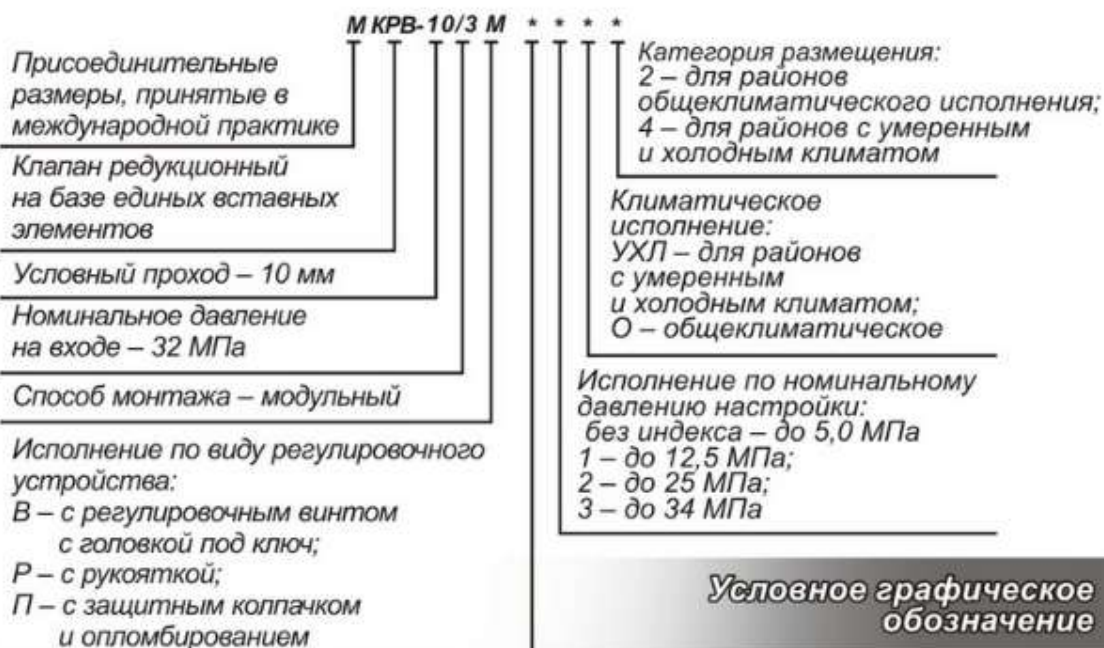 М КРВ-10/3 М * * * *
Присоединительные
размеры, принятые в
международной практике
Клапан редукционный
на базе единых вставных
элементов
Условный проход – 10 мм
Номинальное давление
на входе – 32 МПа
Способ монтажа – модульный
Исполнение по виду регулировочного
устройства:
В – с регулировочным винтом
с головкой под ключ;
Р – с рукояткой;
П – с защитным колпачком
и опломбированием
Категория размещения:
2 – для районов
общеклиматического исполнения;
4 – для районов с умеренным
и холодным климатом
Климатическое
исполнение:
УХЛ – для районов
с умеренным
и холодным климатом;
О – общеклиматическое
Исполнение по номинальному
давлению настройки:
без индекса – до 5,0 МПа
1 – до 12,5 МПа;
2 – до 25 МПа;
3 – до 34 МПа
Условное графическое
обозначение